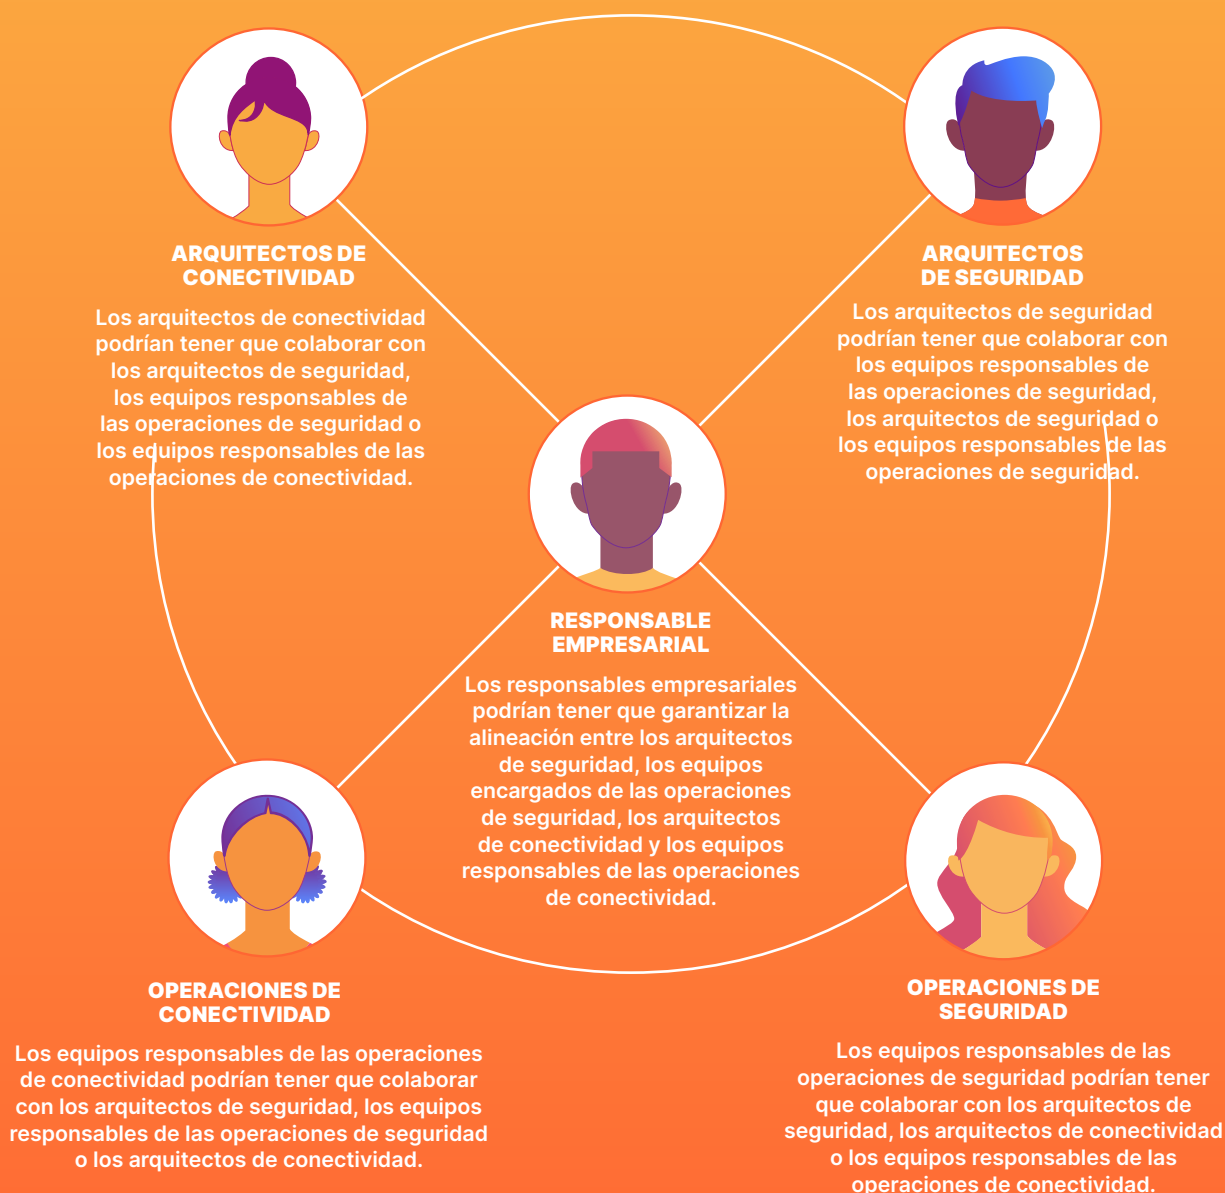 ARQUITECTOS DE
CONECTIVIDAD
Los arquitectos de conectividad
podrían tener que colaborar con
los arquitectos de seguridad,
los equipos responsables de
las operaciones de seguridad o
los equipos responsables de las
operaciones de conectividad.
ARQUITECTOS
DE SEGURIDAD
Los arquitectos de seguridad
podrían tener que colaborar con
los equipos responsables de
las operaciones de seguridad,
los arquitectos de seguridad o
los equipos responsables de las
operaciones de seguridad.
RESPONSABLE
EMPRESARIAL
Los responsables empresariales
podrían tener que garantizar la
alineación entre los arquitectos
de seguridad, los equipos
encargados de las operaciones
de seguridad, los arquitectos
de conectividad y los equipos
responsables de las operaciones
de conectividad.
OPERACIONES DE
CONECTIVIDAD
Los equipos responsables de las operaciones
de conectividad podrían tener que colaborar
con los arquitectos de seguridad, los equipos
responsables de las operaciones de seguridad
o los arquitectos de conectividad.
OPERACIONES DE
SEGURIDAD
Los equipos responsables de las
operaciones de seguridad podrían tener
que colaborar con los arquitectos de
seguridad, los arquitectos de conectividad
o los equipos responsables de las
operaciones de conectividad.